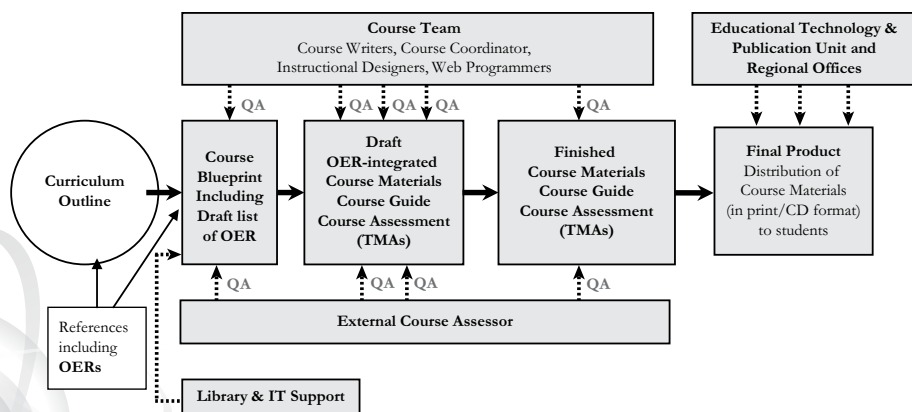 Course Team
Course Writers, Course Coordinator,
Instructional Designers, Web Programmers
Educational Technology &
Publication Unit and
Regional Offices
QA
QA
QA
QA
QA
Curriculum
Outline
Course
Blueprint
Including
Draft list
of OER
Draft
OER-integrated
Course Materials
Course Guide
Course Assessment
(TMAs)
Finished
Course Materials
Course Guide
Course Assessment
(TMAs)
Final Product
Distribution of
Course Materials
(in print/CD format)
to students
QA
QA
QA
QA
External Course Assessor
References
including
OERs
Library & IT Support